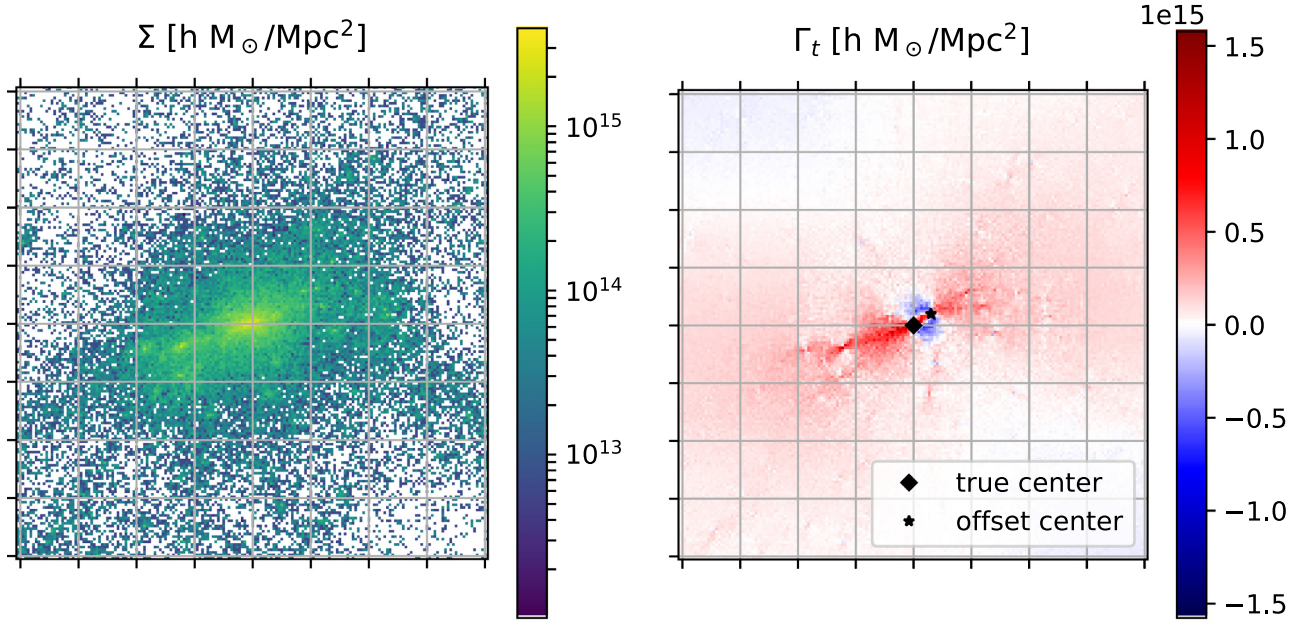 Σ [h M⊙/Mpc²]
10¹⁵
10¹⁴
10¹³
Γₜ [h M⊙/Mpc²]
1e15
1.5
1.0
0.5
0.0
−0.5
−1.0
−1.5
true center
offset center